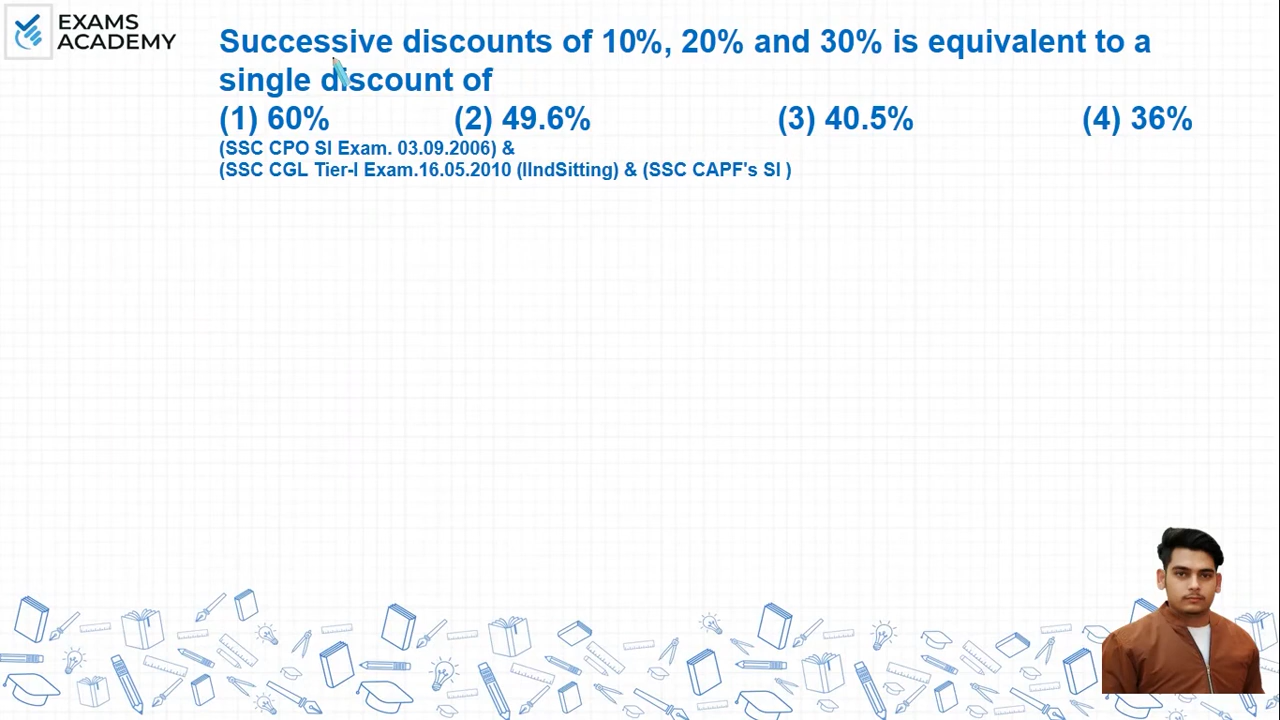 EXAMS
ACADEMY
Successive discounts of 10%, 20% and 30% is equivalent to a
single discount of
(1) 60% (2) 49.6% (3) 40.5% (4) 36%
(SSC CPO SI Exam. 03.09.2006) &
(SSC CGL Tier-I Exam.16.05.2010 (IIndSitting) & (SSC CAPF's SI )